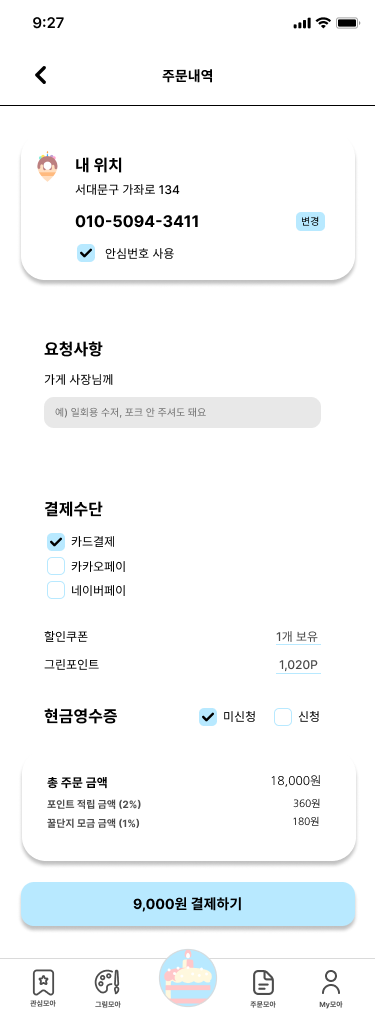 9:27
주문내역
내 위치
서대문구 가좌로 134
010-5094-3411
변경
안심번호 사용
요청사항
가게 사장님께
예) 일회용 수저, 포크 안 주셔도 돼요
결제수단
카드결제
카카오페이
네이버페이
할인쿠폰 1개 보유
그린포인트 1,020P
현금영수증 미신청 신청
총 주문 금액 18,000원
포인트 적립 금액 (2%) 360원
꿀단지 모금 금액 (1%) 180원
9,000원 결제하기
관심모아 그림모아 주문모아 My모아